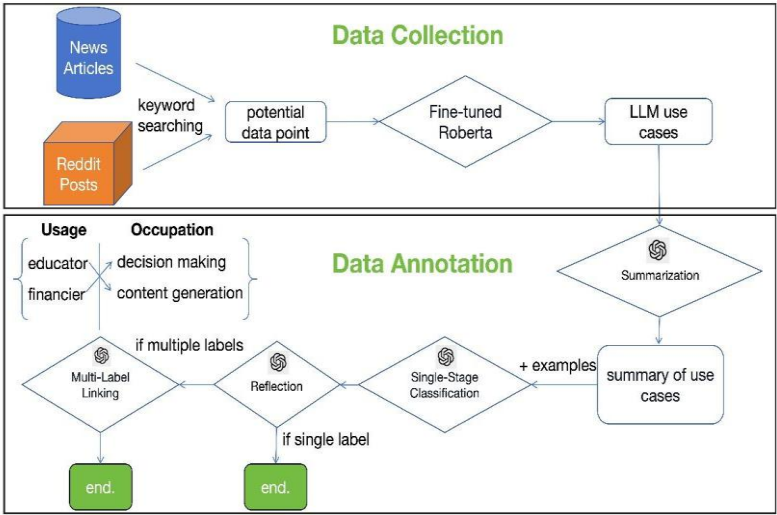 Data Collection
News
Articles
keyword
searching
Reddit
Posts
potential
data point
Fine-tuned
Roberta
LLM use
cases
Data Annotation
Usage
Occupation
educator
decision making
financier
content generation
Summarization
summary of use
cases
+ examples
Single-Stage
Classification
Reflection
if multiple labels
Multi-Label
Linking
if single label
end.
end.